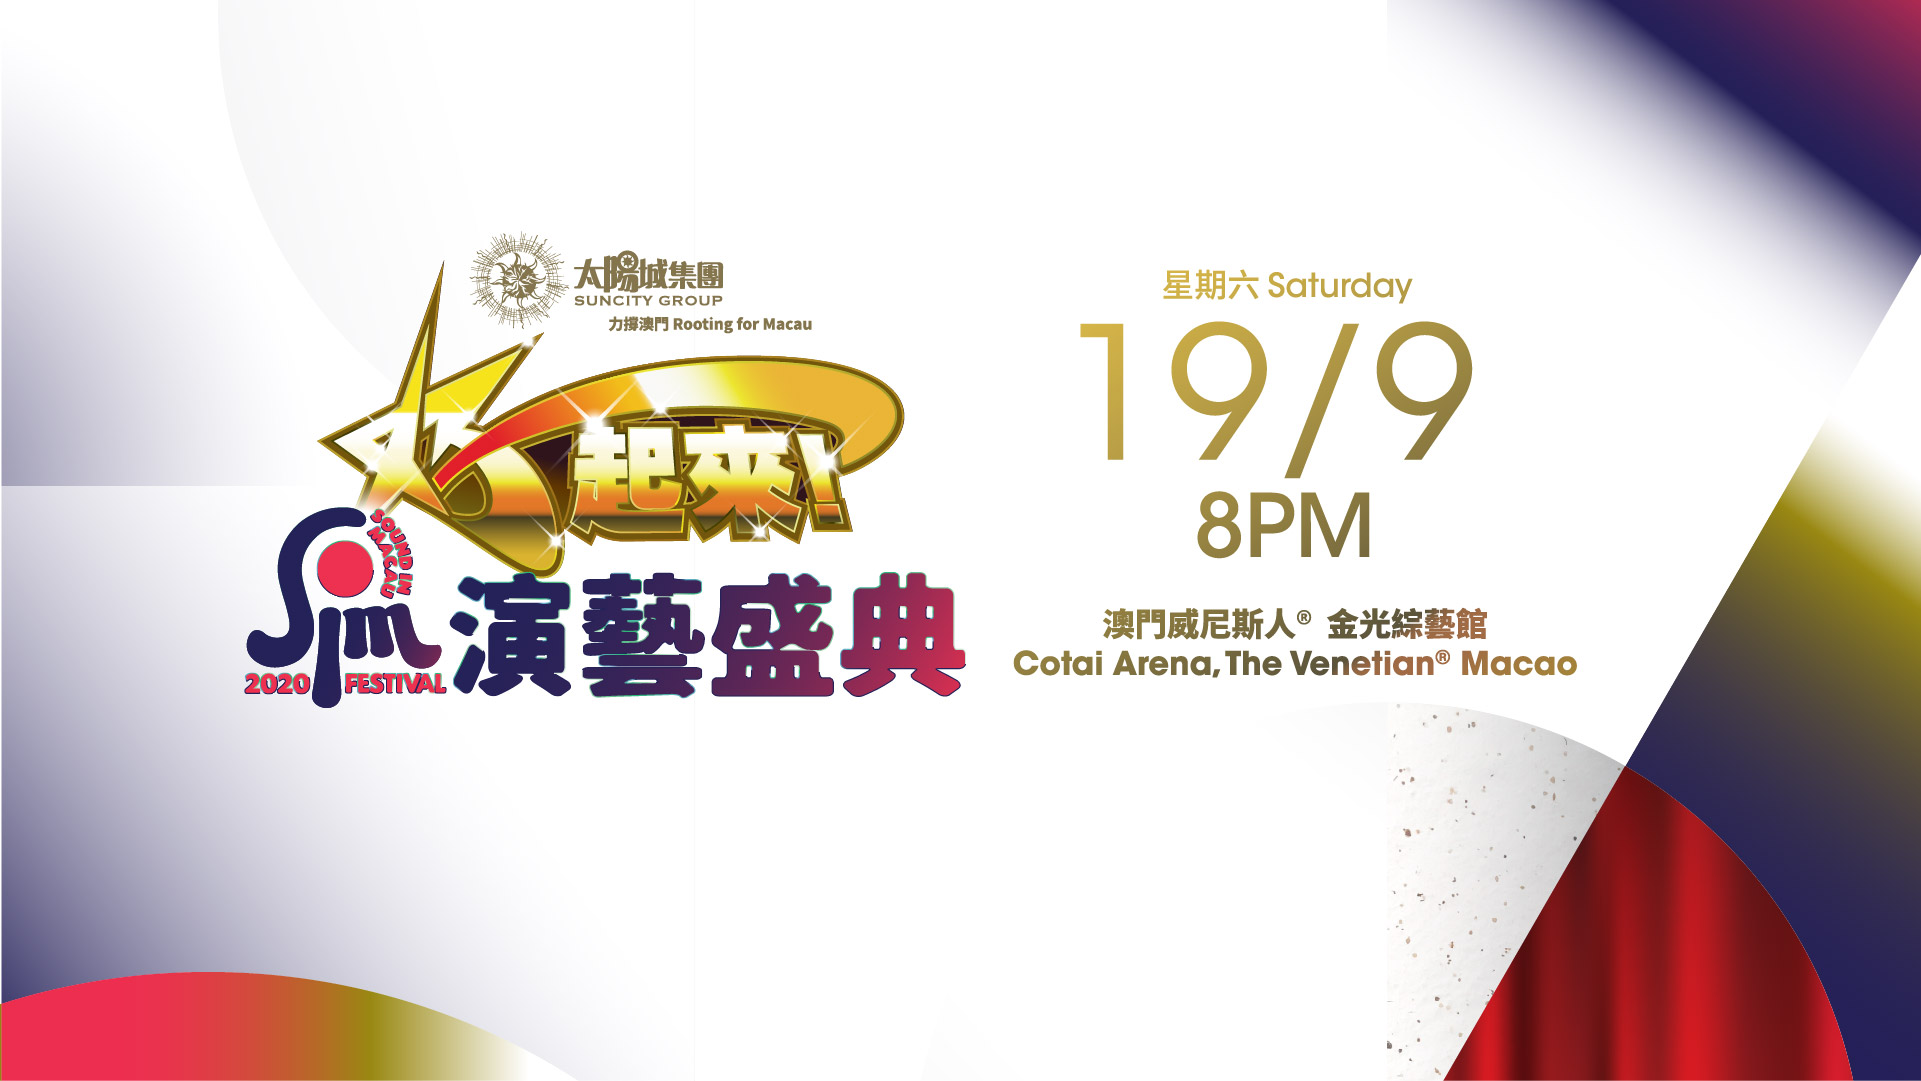 太陽城集團
SUNCITY GROUP
力撐澳門 Rooting for Macau
起來!
SOUND IN
MACAU
Sim
2020 FESTIVAL
演藝盛典
星期六 Saturday
19/9
8PM
澳門威尼斯人® 金光綜藝館
Cotai Arena, The Venetian® Macao